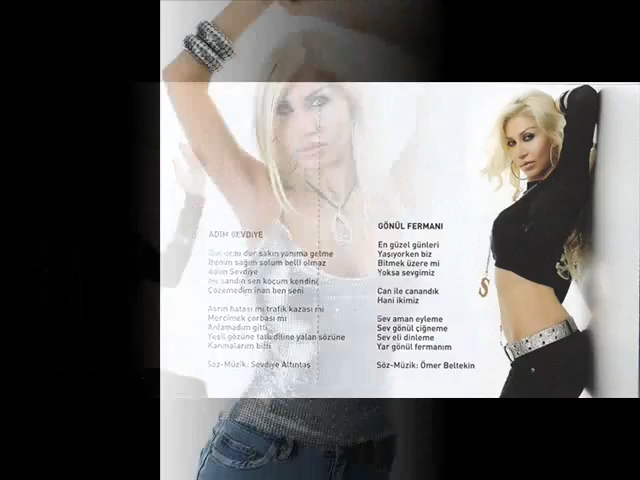 ADIM SEVDİYE
Dur orda dur sakın yanıma gelme
Benim sağım solum belli olmaz
Adım Sevdiye
Ne sandın sen koçum kendini
Çözemedim inan ben seni
Asrın hatası mı trafik kazası mı
Mercimek çorbası mı
Anlamadım gitti
Yeşil gözüne tatlı diline yalan sözüne
Kanmalarım bitti
Söz-Müzik: Sevdiye Altıntaş
GÖNÜL FERMANI
En güzel günleri
Yaşıyorken biz
Bitmek üzere mi
Yoksa sevgimiz
Can ile canandık
Hani ikimiz
Sev aman eyleme
Sev gönül çiğneme
Sev eli dinleme
Yar gönül fermanım
Söz-Müzik: Ömer Beltekin
S